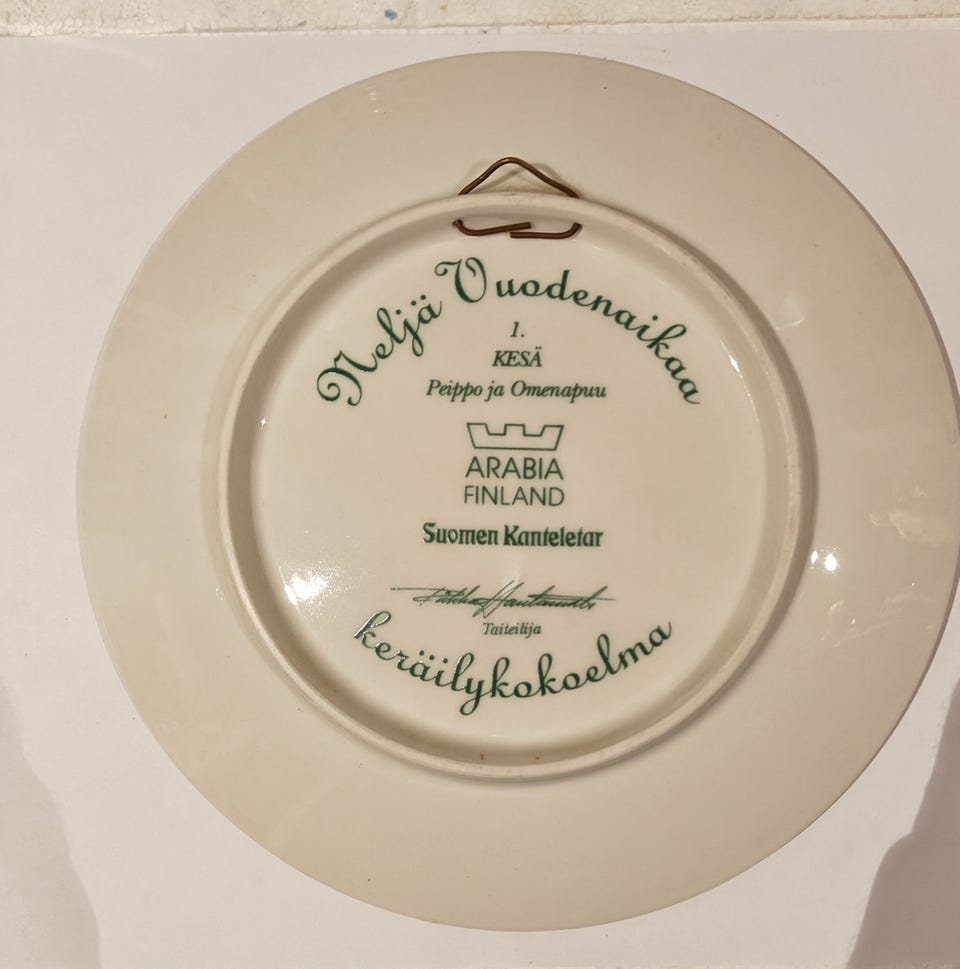 Neljä Vuodenaikaa
1.
KESÄ
Peippo ja Omenapuu
ARABIA
FINLAND
Suomen Kanteletar
Taiteilija
keräilykokoelma